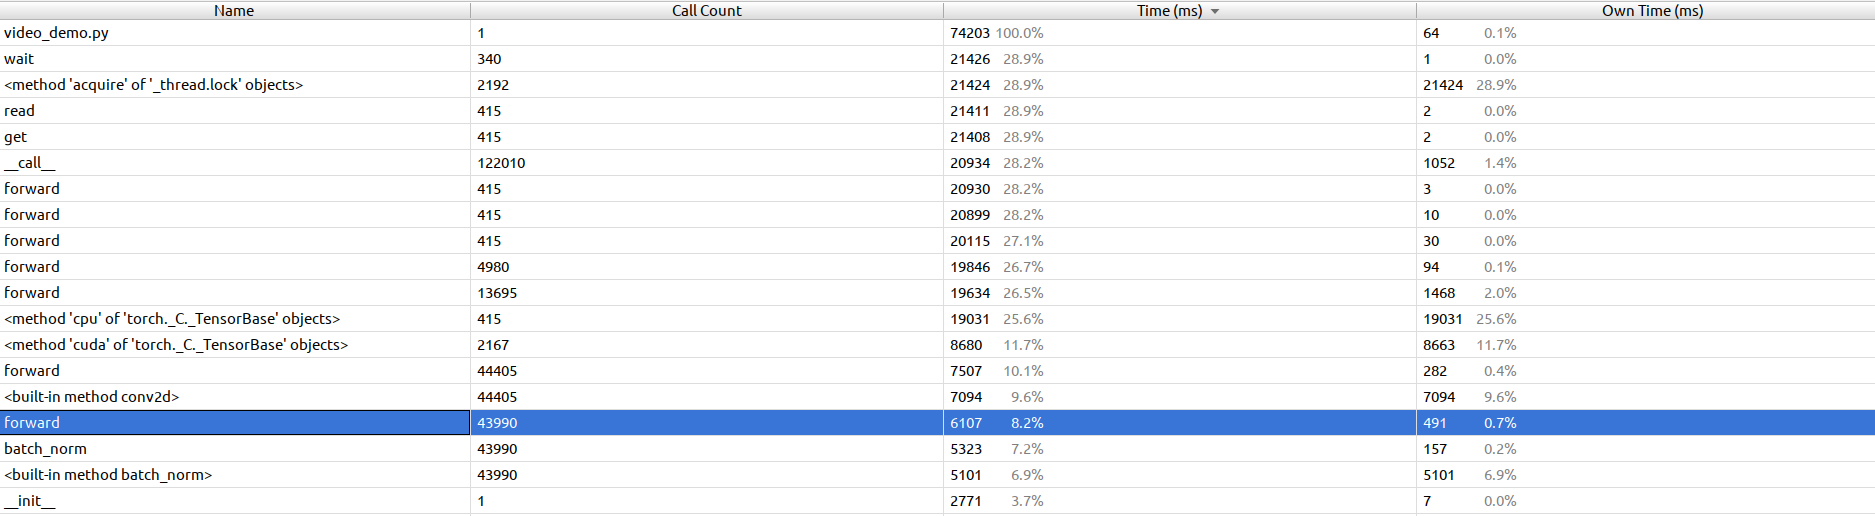 Name Call Count Time (ms) Own Time (ms)
video_demo.py 1 74203 100.0% 64 0.1%
wait 340 21426 28.9% 1 0.0%
<method 'acquire' of '_thread.lock' objects> 2192 21424 28.9% 21424 28.9%
read 415 21411 28.9% 2 0.0%
get 415 21408 28.9% 2 0.0%
__call__ 122010 20934 28.2% 1052 1.4%
forward 415 20930 28.2% 3 0.0%
forward 415 20899 28.2% 10 0.0%
forward 415 20115 27.1% 30 0.0%
forward 4980 19846 26.7% 94 0.1%
forward 13695 19634 26.5% 1468 2.0%
<method 'cpu' of 'torch._C._TensorBase' objects> 415 19031 25.6% 19031 25.6%
<method 'cuda' of 'torch._C._TensorBase' objects> 2167 8680 11.7% 8663 11.7%
forward 44405 7507 10.1% 282 0.4%
<built-in method conv2d> 44405 7094 9.6% 7094 9.6%
forward 43990 6107 8.2% 491 0.7%
batch_norm 43990 5323 7.2% 157 0.2%
<built-in method batch_norm> 43990 5101 6.9% 5101 6.9%
__init__ 1 2771 3.7% 7 0.0%